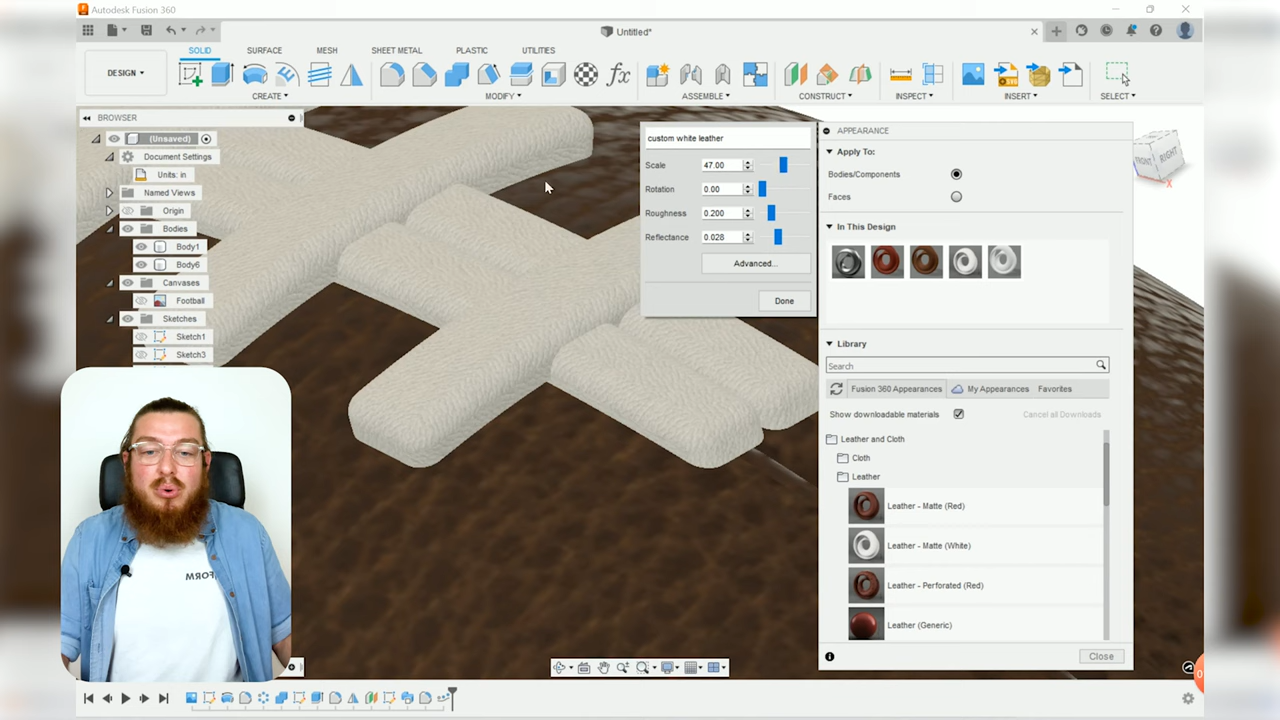 Autodesk Fusion 360
Untitled*
SOLID SURFACE MESH SHEET METAL PLASTIC UTILITIES
DESIGN
CREATE MODIFY ASSEMBLE CONSTRUCT INSPECT INSERT SELECT
BROWSER
(Unsaved)
Document Settings
Units: in
Named Views
Origin
Bodies
Body1
Body6
Canvases
Football
Sketches
Sketch1
Sketch3
custom white leather
Scale 47.00
Rotation 0.00
Roughness 0.200
Reflectance 0.028
Advanced...
Done
APPEARANCE
Apply To:
Bodies/Components
Faces
In This Design
Library
Search
Fusion 360 Appearances My Appearances Favorites
Show downloadable materials Cancel all Downloads
Leather and Cloth
Cloth
Leather
Leather - Matte (Red)
Leather - Matte (White)
Leather - Perforated (Red)
Leather (Generic)
Close
FRONT RIGHT
X